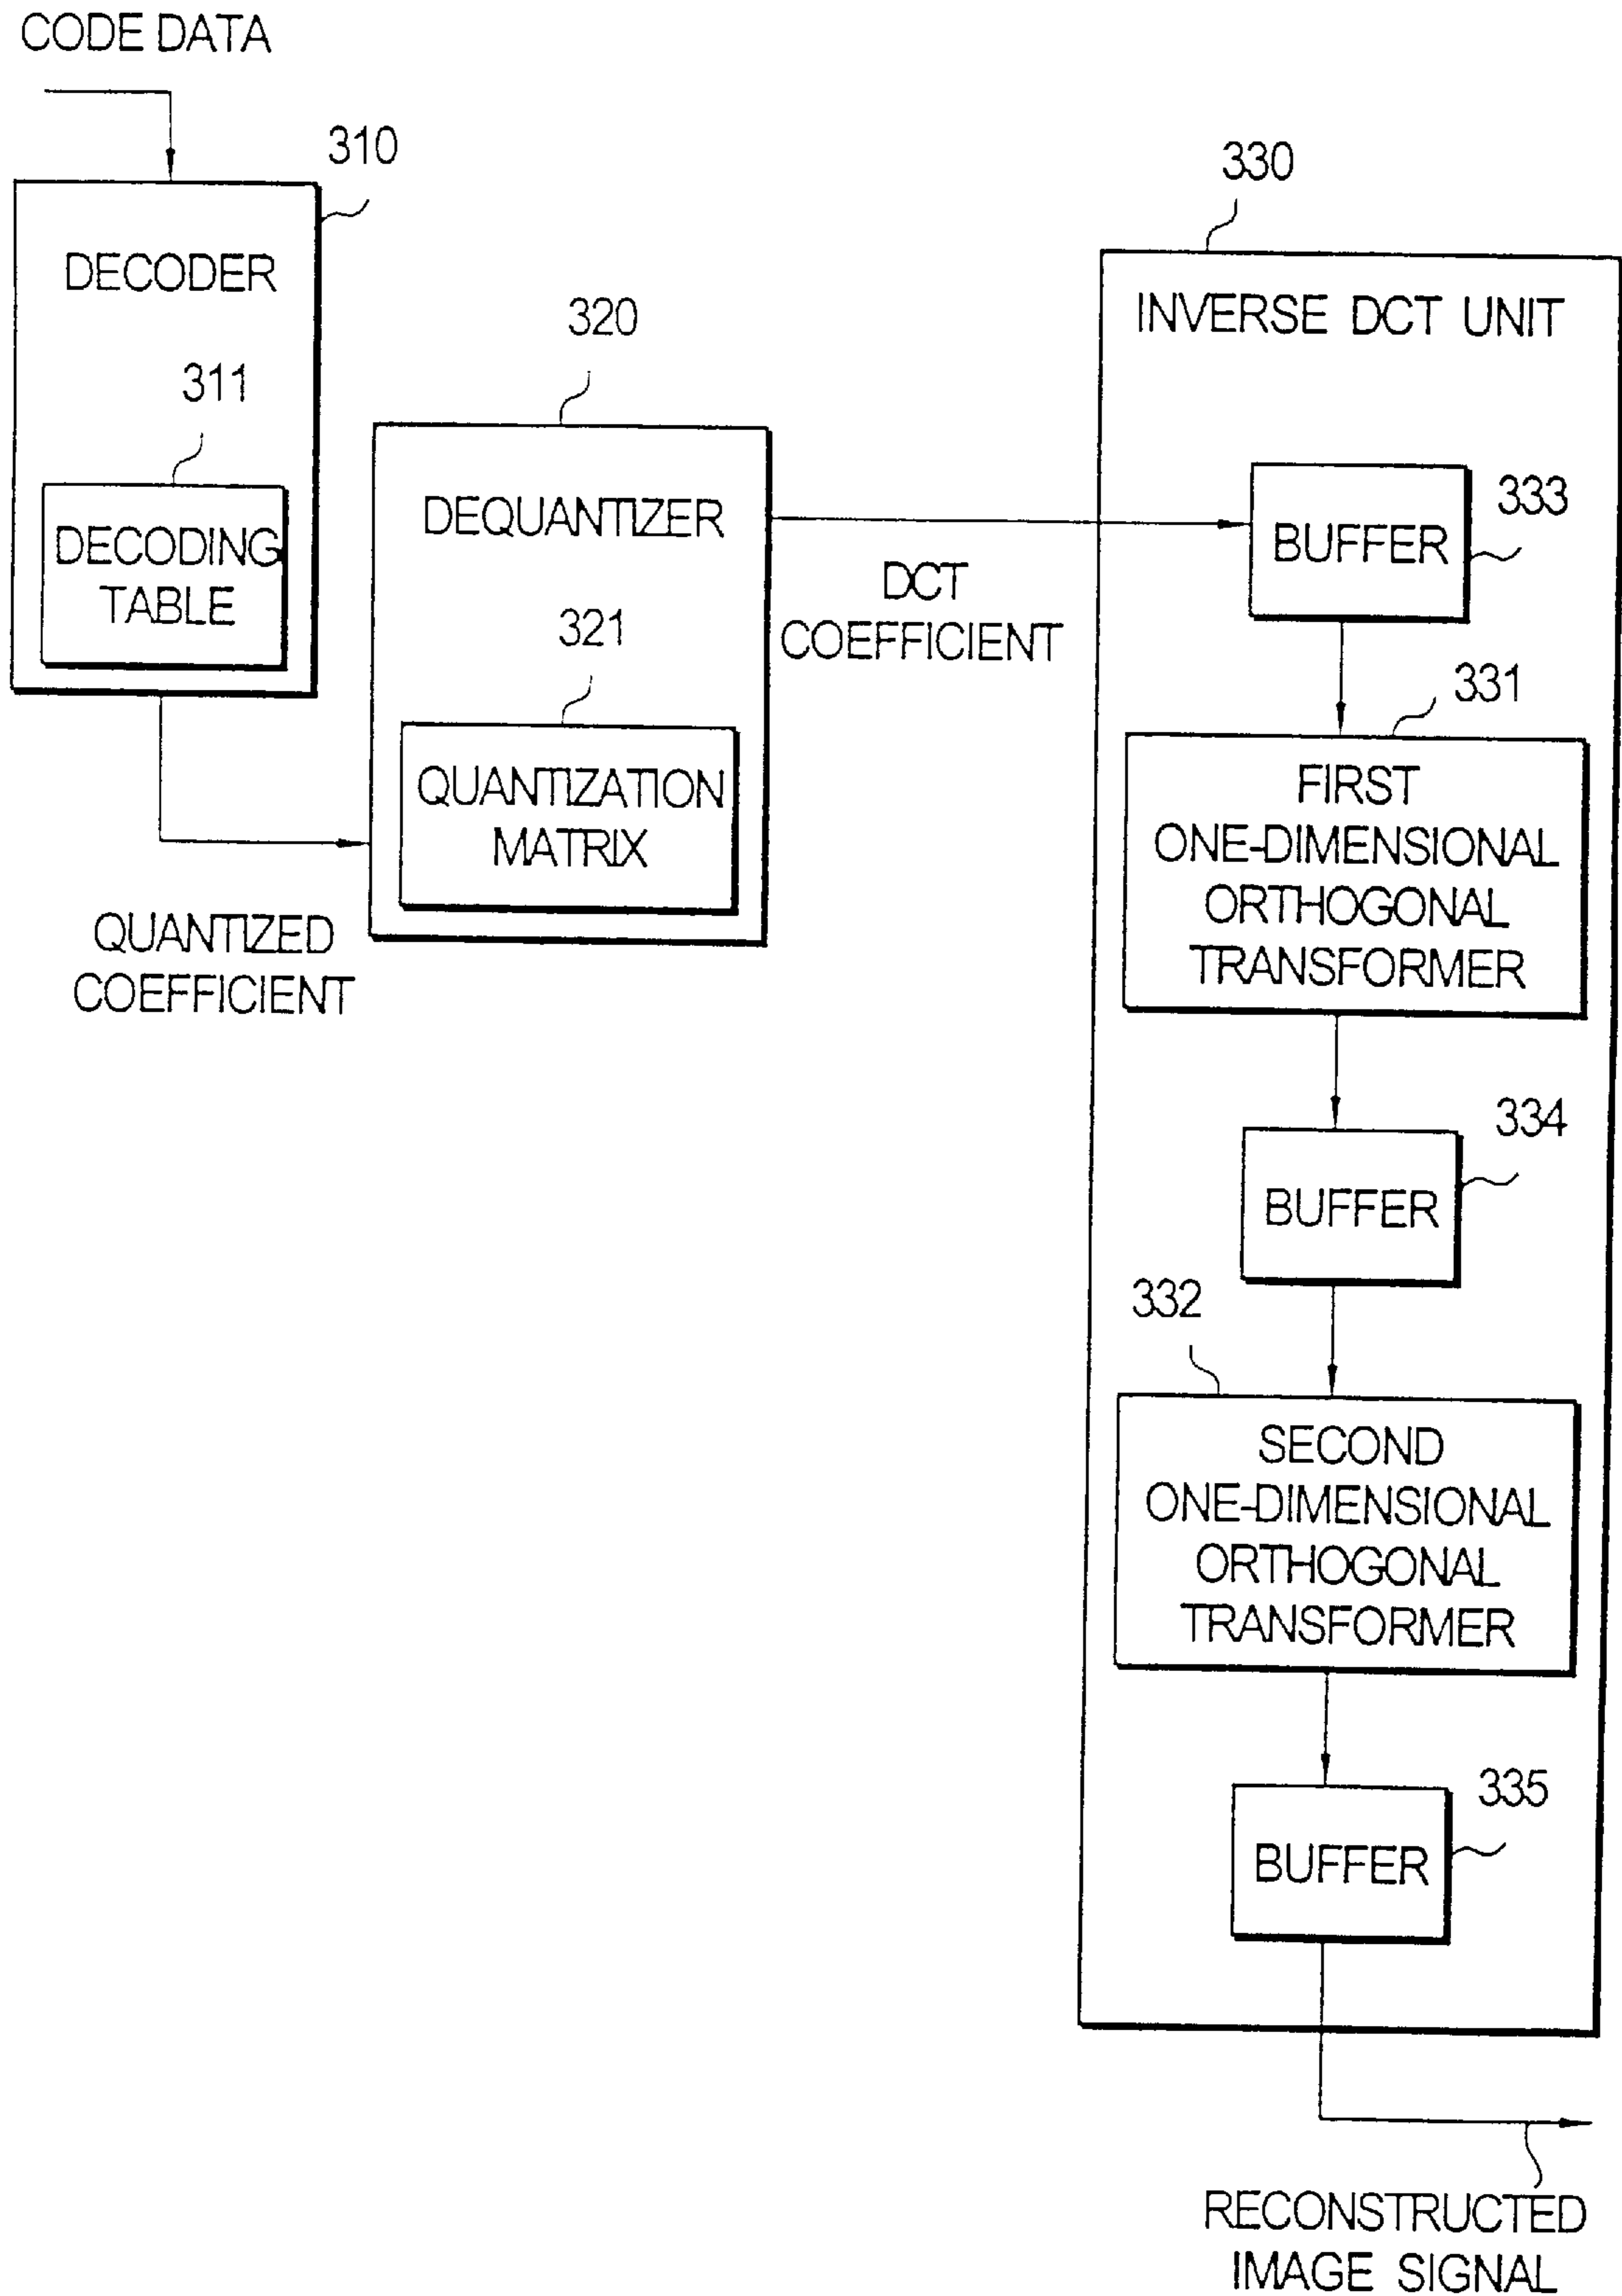 CODE DATA
310
DECODER
311
DECODING
TABLE
QUANTIZED
COEFFICIENT
320
DEQUANTIZER
321
QUANTIZATION
MATRIX
DCT
COEFFICIENT
330
INVERSE DCT UNIT
333
BUFFER
331
FIRST
ONE-DIMENSIONAL
ORTHOGONAL
TRANSFORMER
334
BUFFER
332
SECOND
ONE-DIMENSIONAL
ORTHOGONAL
TRANSFORMER
335
BUFFER
RECONSTRUCTED
IMAGE SIGNAL